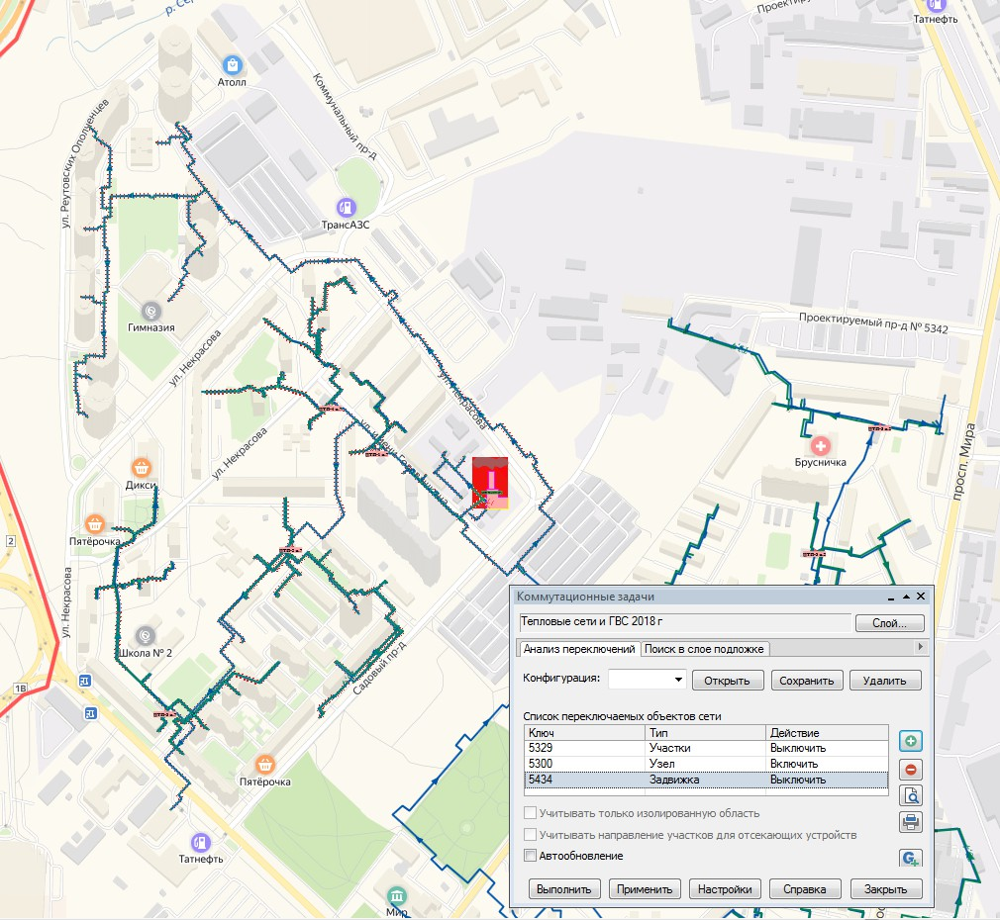 р. Се
Проектиру
Татнефть
Атолл
Коммунальный пр-д
ул. Реутовских Ополченцев
ТрансАЗС
Гимназия
ул. Некрасова
Проектируемый пр-д № 5342
ул. Некрасова
ул. Некрасова
Брусничка
просп. Мира
Дикси
Пятёрочка
2
ул. Некрасова
Школа № 2
Садовый пр-д
1В
Пятёрочка
Татнефть
Мир
Коммутационные задачи
Тепловые сети и ГВС 2018 г
Слой...
Анализ переключений
Поиск в слое подложке
Конфигурация:
Открыть
Сохранить
Удалить
Список переключаемых объектов сети
Ключ Тип Действие
5329 Участки Выключить
5300 Узел Включить
5434 Задвижка Выключить
Учитывать только изолированную область
Учитывать направление участков для отсекающих устройств
Автообновление
Выполнить
Применить
Настройки
Справка
Закрыть